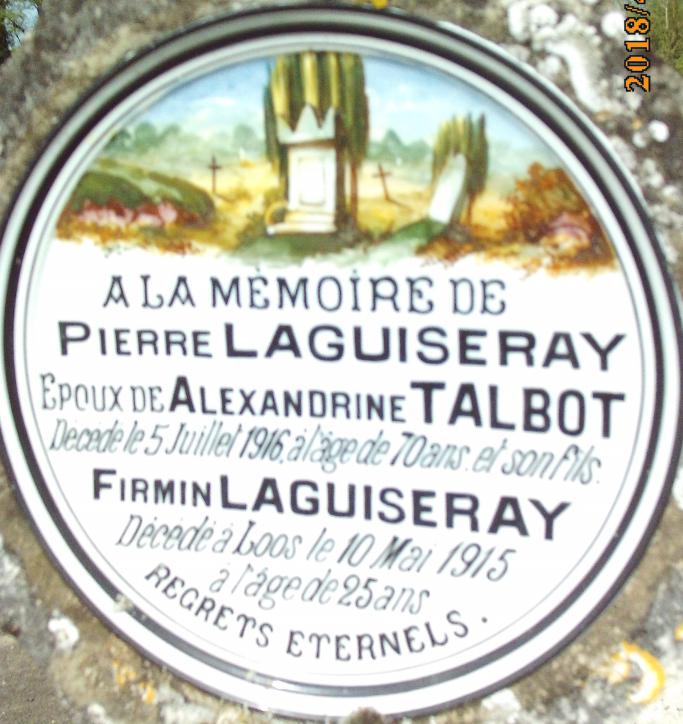 A LA MÉMOIRE DE
PIERRE LAGUISERAY
EPOUX DE ALEXANDRINE TALBOT
Décédé le 5 Juillet 1916, à l'âge de 70 ans. et son fils.
FIRMIN LAGUISERAY
Décédé à Loos le 10 Mai 1915
à l'âge de 25 ans
REGRETS ETERNELS.
2018/